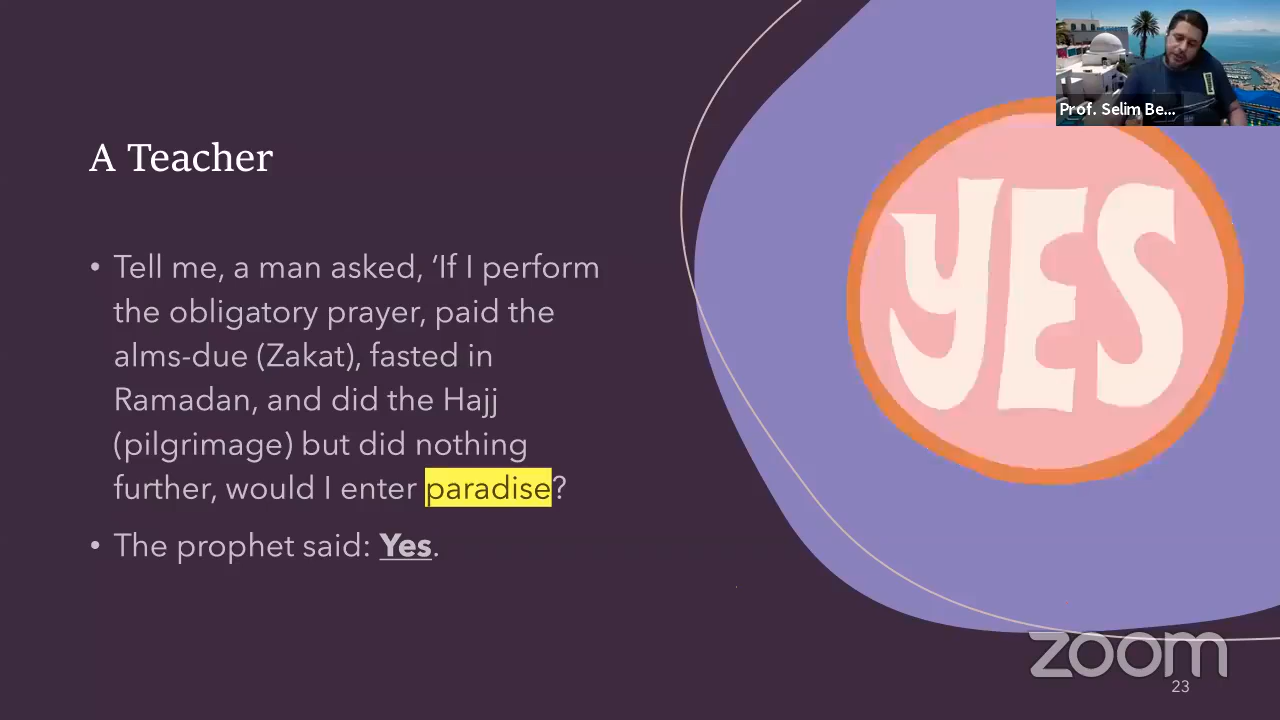 A Teacher
• Tell me, a man asked, ‘If I perform
the obligatory prayer, paid the
alms-due (Zakat), fasted in
Ramadan, and did the Hajj
(pilgrimage) but did nothing
further, would I enter paradise?
• The prophet said: Yes.
YES
Prof. Selim Be...
zoom
23